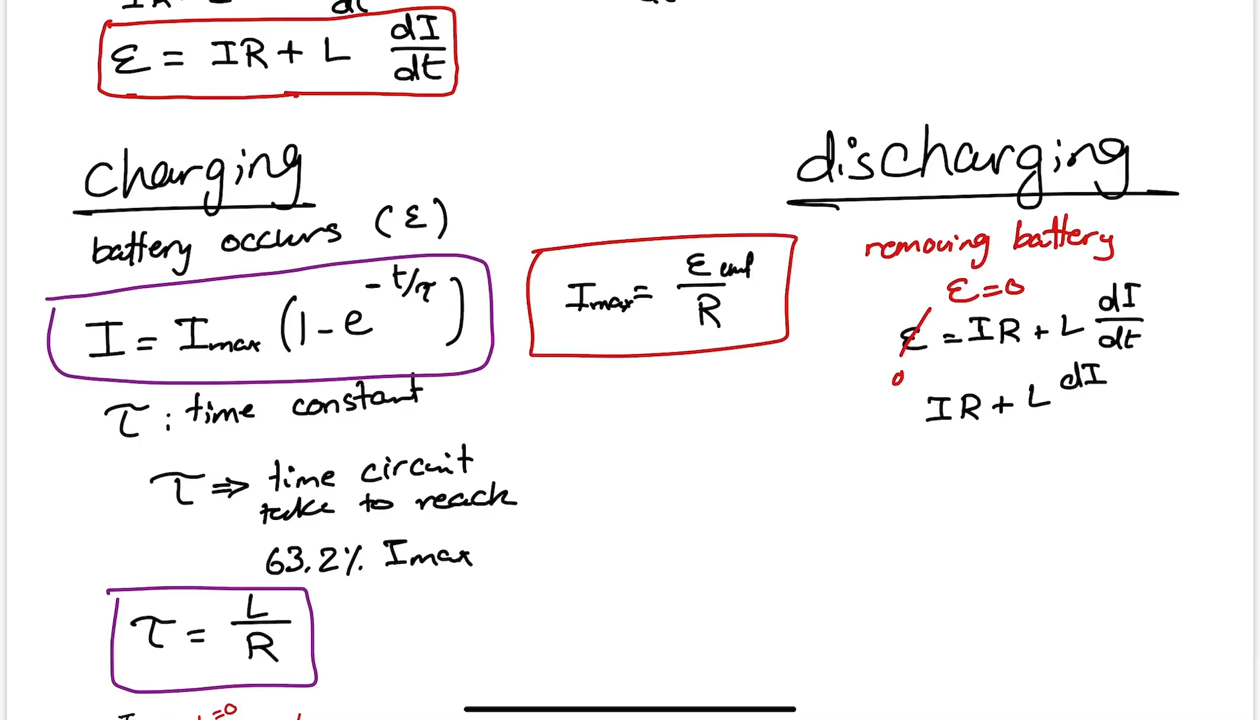 ε = IR + L dI/dt
charging
battery occurs (ε)
I = Imax (1 - e^-t/τ)
τ : time constant
τ ⇒ time circuit
take to reach
63.2% Imax
τ = L/R
Imax = ε emf/R
discharging
removing battery
ε=0
ε = IR + L dI/dt
0
IR + L dI